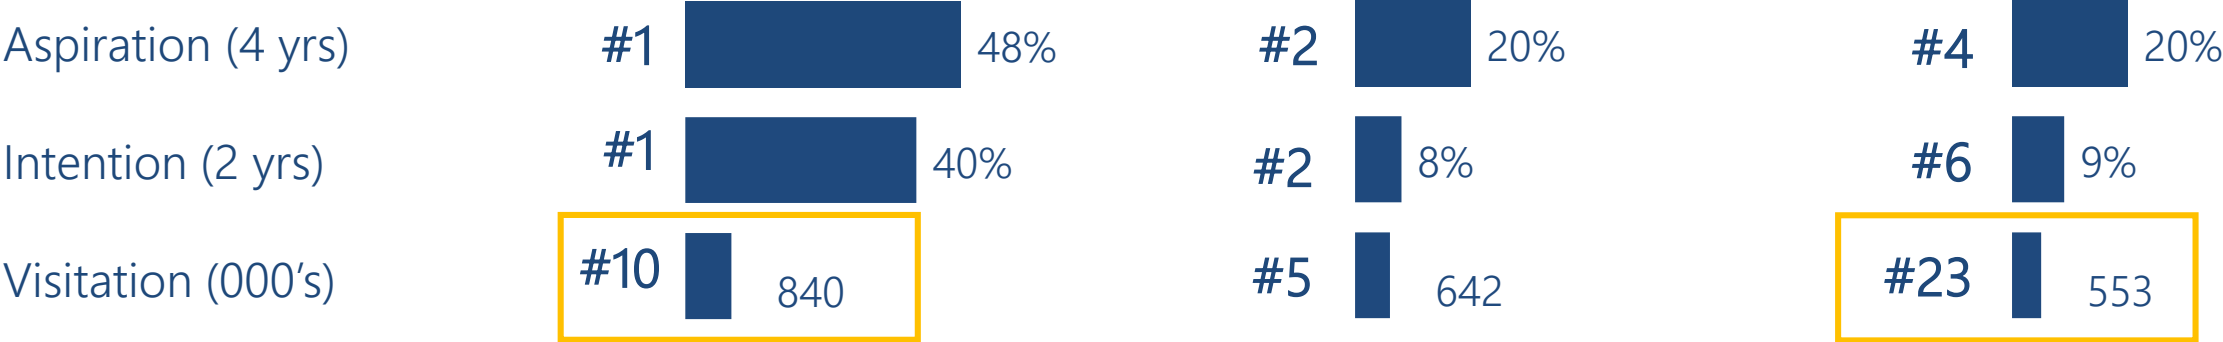 Aspiration (4 yrs) #1 48% #2 20% #4 20%
Intention (2 yrs) #1 40% #2 8% #6 9%
Visitation (000’s) #10 840 #5 642 #23 553